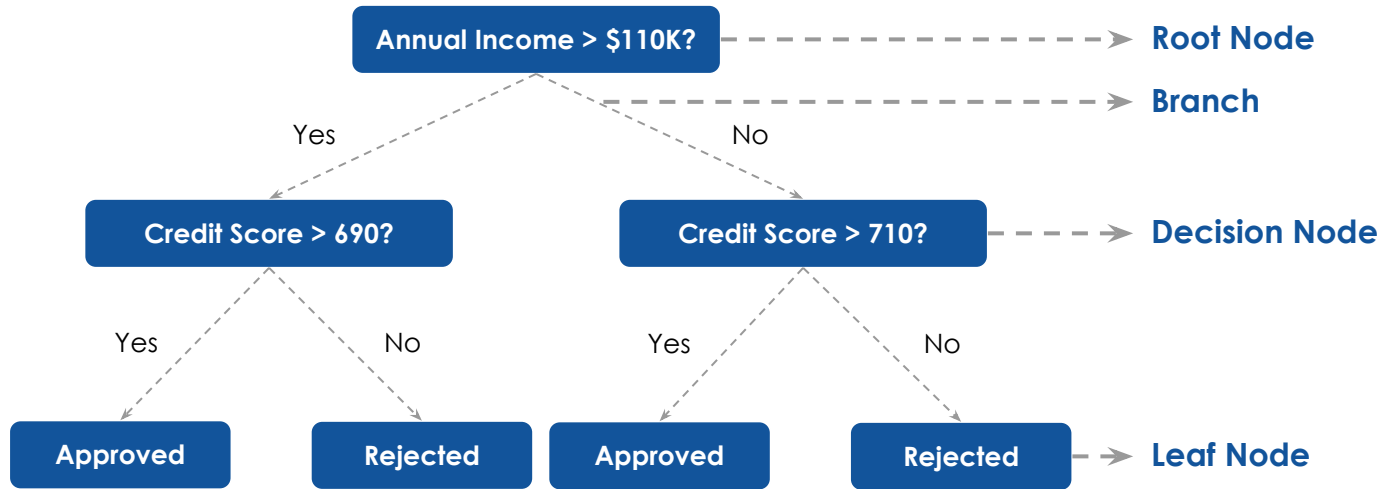 Annual Income > $110K?
Root Node
Branch
Yes
No
Credit Score > 690?
Credit Score > 710?
Decision Node
Yes
No
Yes
No
Approved
Rejected
Approved
Rejected
Leaf Node